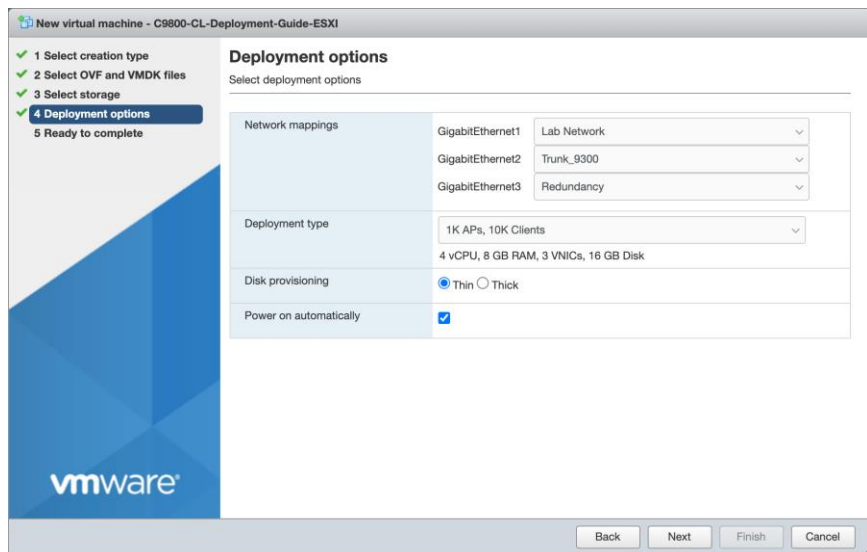 New virtual machine - C9800-CL-Deployment-Guide-ESXI
1 Select creation type
2 Select OVF and VMDK files
3 Select storage
4 Deployment options
5 Ready to complete
Deployment options
Select deployment options
Network mappings
GigabitEthernet1 Lab Network
GigabitEthernet2 Trunk_9300
GigabitEthernet3 Redundancy
Deployment type
1K APs, 10K Clients
4 vCPU, 8 GB RAM, 3 VNICs, 16 GB Disk
Disk provisioning
Thin Thick
Power on automatically
vmware®
Back Next Finish Cancel